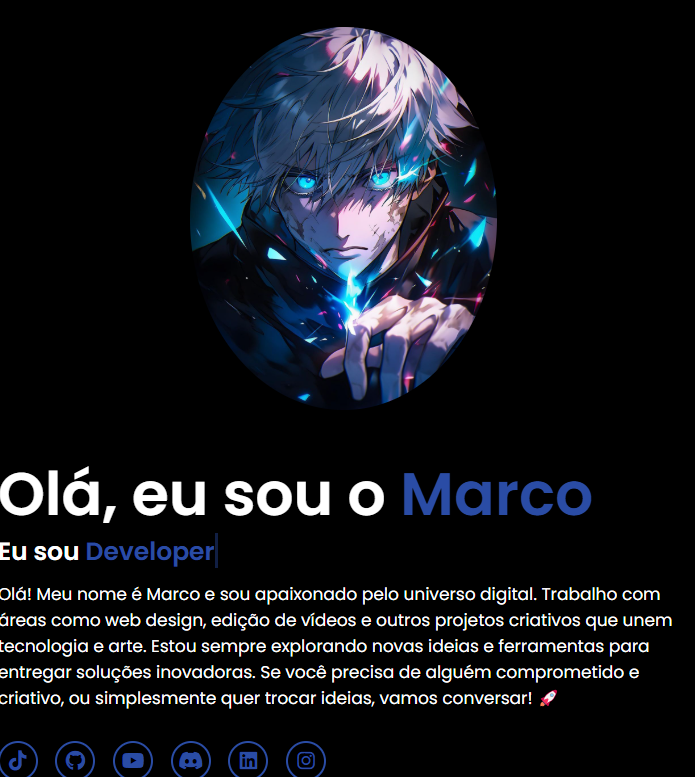 Olá, eu sou o Marco
Eu sou Developer
Olá! Meu nome é Marco e sou apaixonado pelo universo digital. Trabalho com
áreas como web design, edição de vídeos e outros projetos criativos que unem
tecnologia e arte. Estou sempre explorando novas ideias e ferramentas para
entregar soluções inovadoras. Se você precisa de alguém comprometido e
criativo, ou simplesmente quer trocar ideias, vamos conversar! 🚀